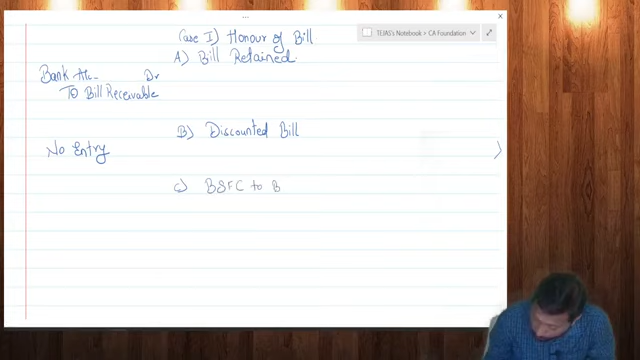 Case I) Honour of Bill
TEJAS's Notebook > CA Foundation
A) Bill Retained
Bank A/c Dr
To Bill Receivable
B) Discounted Bill
No Entry
C) BSFC to B